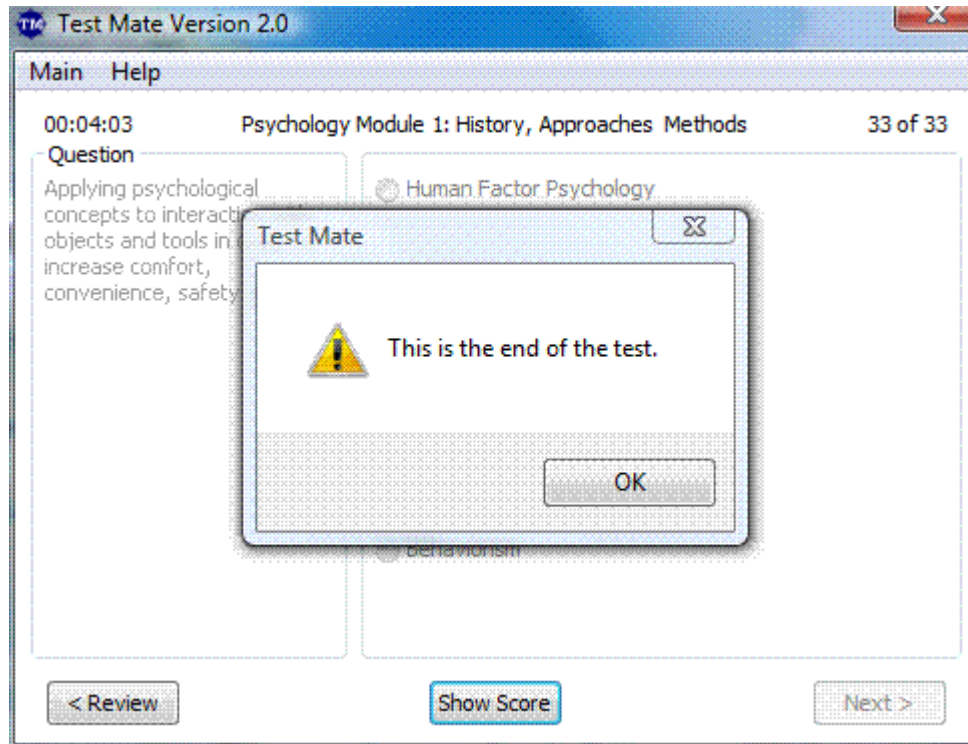 TM Test Mate Version 2.0
Main Help
00:04:03 Psychology Module 1: History, Approaches Methods 33 of 33
Question
Applying psychological
concepts to
objects and tools in
increase comfort,
convenience, safety
Human Factor Psychology
Test Mate
This is the end of the test.
OK
Behaviorism
< Review Show Score Next >